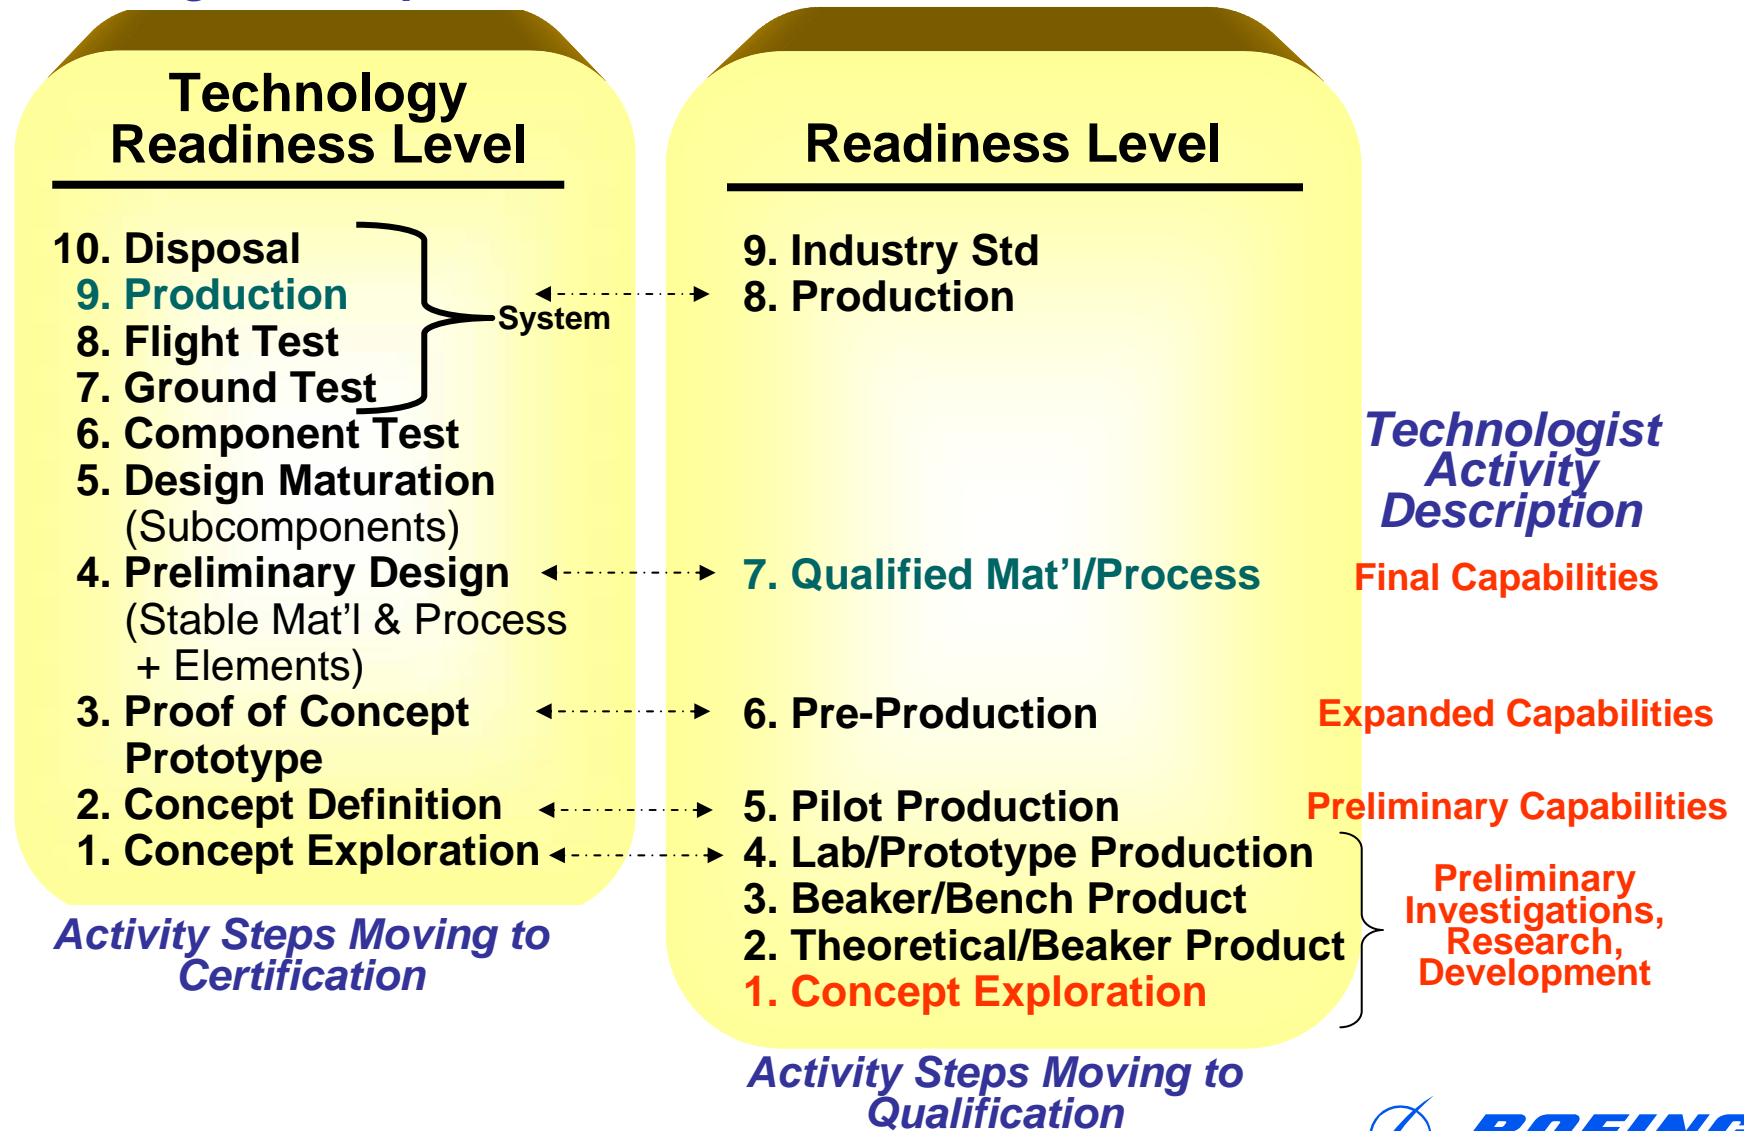 Technology
Readiness Level
10. Disposal
9. Production
8. Flight Test
7. Ground Test
System
6. Component Test
5. Design Maturation
(Subcomponents)
4. Preliminary Design
(Stable Mat'l & Process
+ Elements)
3. Proof of Concept
Prototype
2. Concept Definition
1. Concept Exploration
Activity Steps Moving to
Certification
Readiness Level
9. Industry Std
8. Production
7. Qualified Mat'l/Process
6. Pre-Production
5. Pilot Production
4. Lab/Prototype Production
3. Beaker/Bench Product
2. Theoretical/Beaker Product
1. Concept Exploration
Activity Steps Moving to
Qualification
Technologist
Activity
Description
Final Capabilities
Expanded Capabilities
Preliminary Capabilities
Preliminary
Investigations,
Research,
Development
BOEING